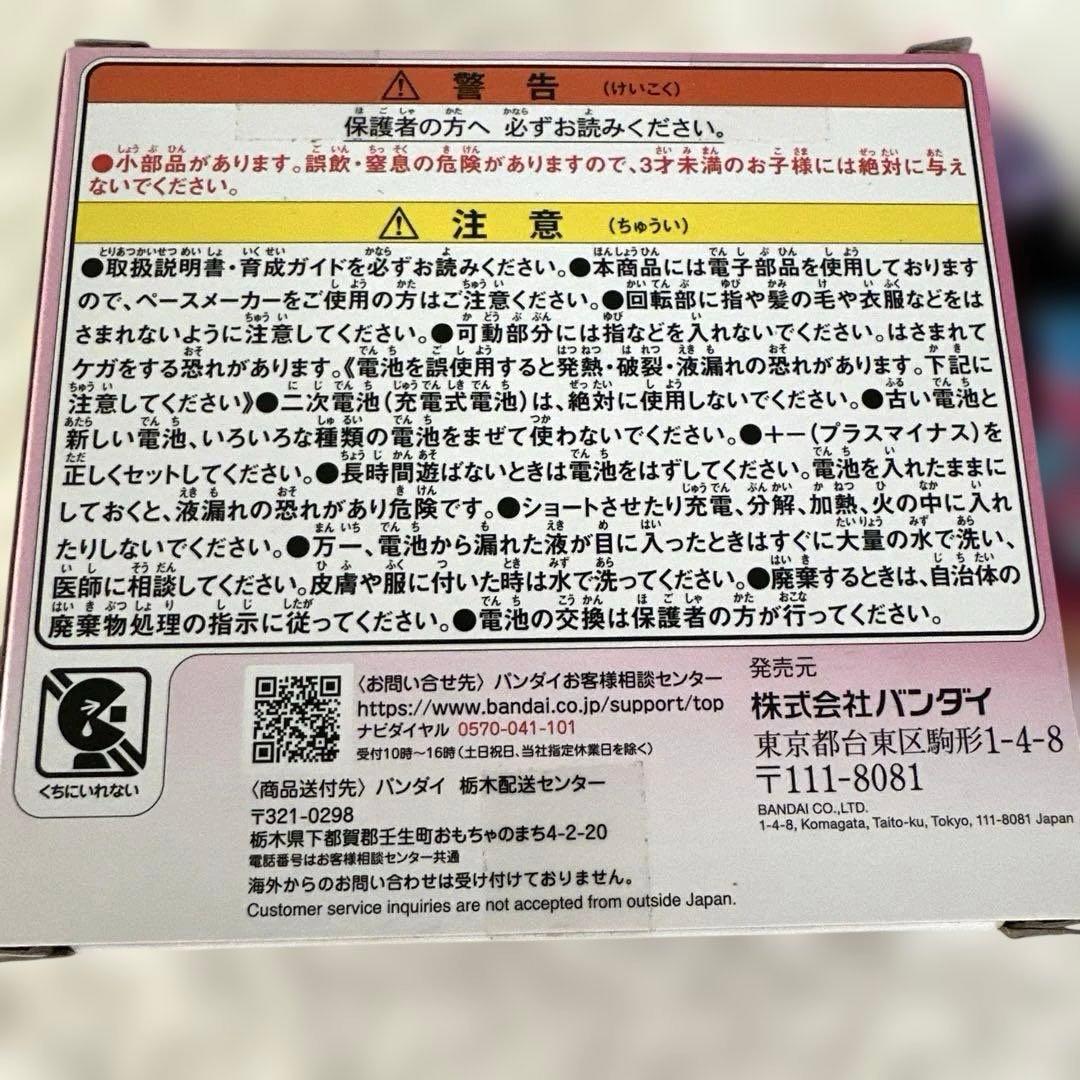 警告（けいこく）
保護者の方へ 必ずお読みください。
●小部品があります。誤飲・窒息の危険がありますので、3才未満のお子様には絶対に与え
ないでください。
注意（ちゅうい）
●取扱説明書・育成ガイドを必ずお読みください。●本商品には電子部品を使用しております
ので、ペースメーカーをご使用の方はご注意ください。●回転部に指や髪の毛や衣服などをは
さまれないように注意してください。●可動部分には指などを入れないでください。はさまれて
ケガをする恐れがあります。《電池を誤使用すると発熱・破裂・液漏れの恐れがあります。下記に
注意してください》●二次電池（充電式電池）は、絶対に使用しないでください。●古い電池と
新しい電池、いろいろな種類の電池をまぜて使わないでください。●＋－（プラスマイナス）を
正しくセットしてください。●長時間遊ばないときは電池をはずしてください。電池を入れたままに
しておくと、液漏れの恐れがあり危険です。●ショートさせたり充電、分解、加熱、火の中に入れ
たりしないでください。●万一、電池から漏れた液が目に入ったときはすぐに大量の水で洗い、
医師に相談してください。皮膚や服に付いた時は水で洗ってください。●廃棄するときは、自治体の
廃棄物処理の指示に従ってください。●電池の交換は保護者の方が行ってください。
くちにいれない
〈お問い合せ先〉バンダイお客様相談センター
https://www.bandai.co.jp/support/top
ナビダイヤル 0570-041-101
受付10時～16時（土日祝日、当社指定休業日を除く）
〈商品送付先〉バンダイ 栃木配送センター
〒321-0298
栃木県下都賀郡壬生町おもちゃのまち4-2-20
電話番号はお客様相談センター共通
海外からのお問い合わせは受け付けておりません。
Customer service inquiries are not accepted from outside Japan.
発売元
株式会社バンダイ
東京都台東区駒形1-4-8
〒111-8081
BANDAI CO.,LTD.
1-4-8, Komagata, Taito-ku, Tokyo, 111-8081 Japan